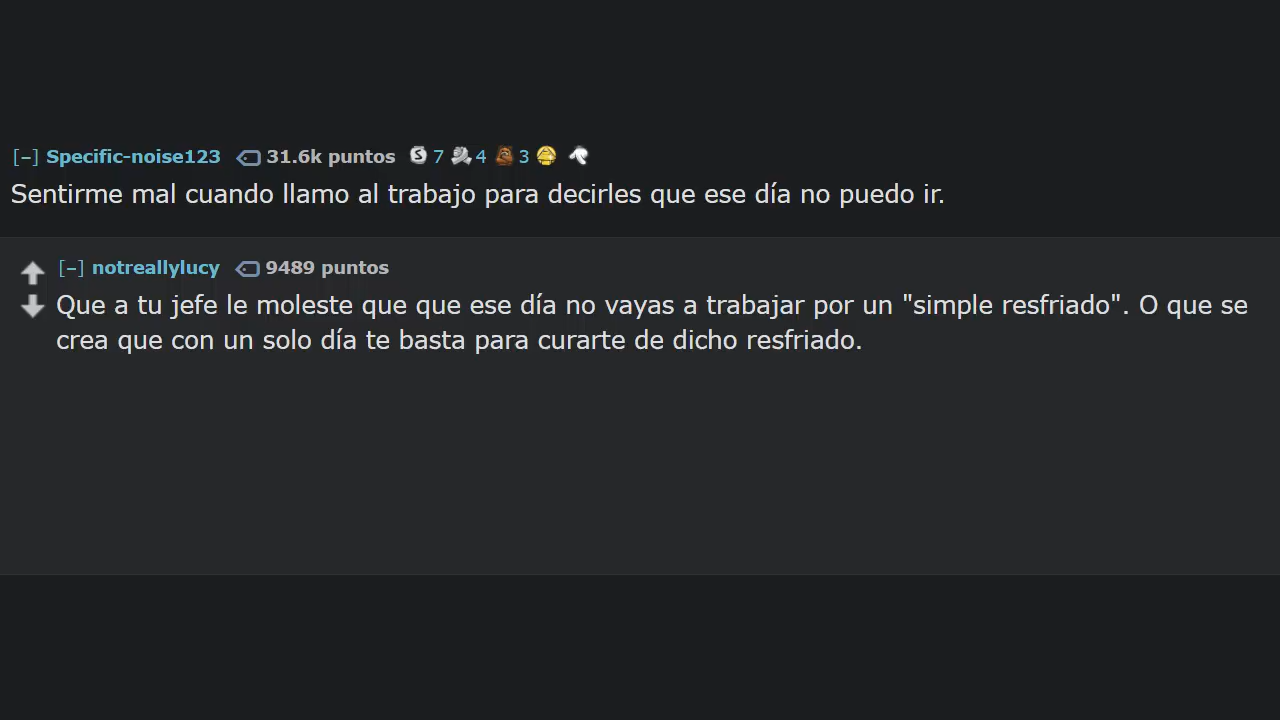 [–] Specific-noise123 31.6k puntos 7 4 3
Sentirme mal cuando llamo al trabajo para decirles que ese día no puedo ir.
[–] notreallylucy 9489 puntos
Que a tu jefe le moleste que que ese día no vayas a trabajar por un "simple resfriado". O que se
crea que con un solo día te basta para curarte de dicho resfriado.